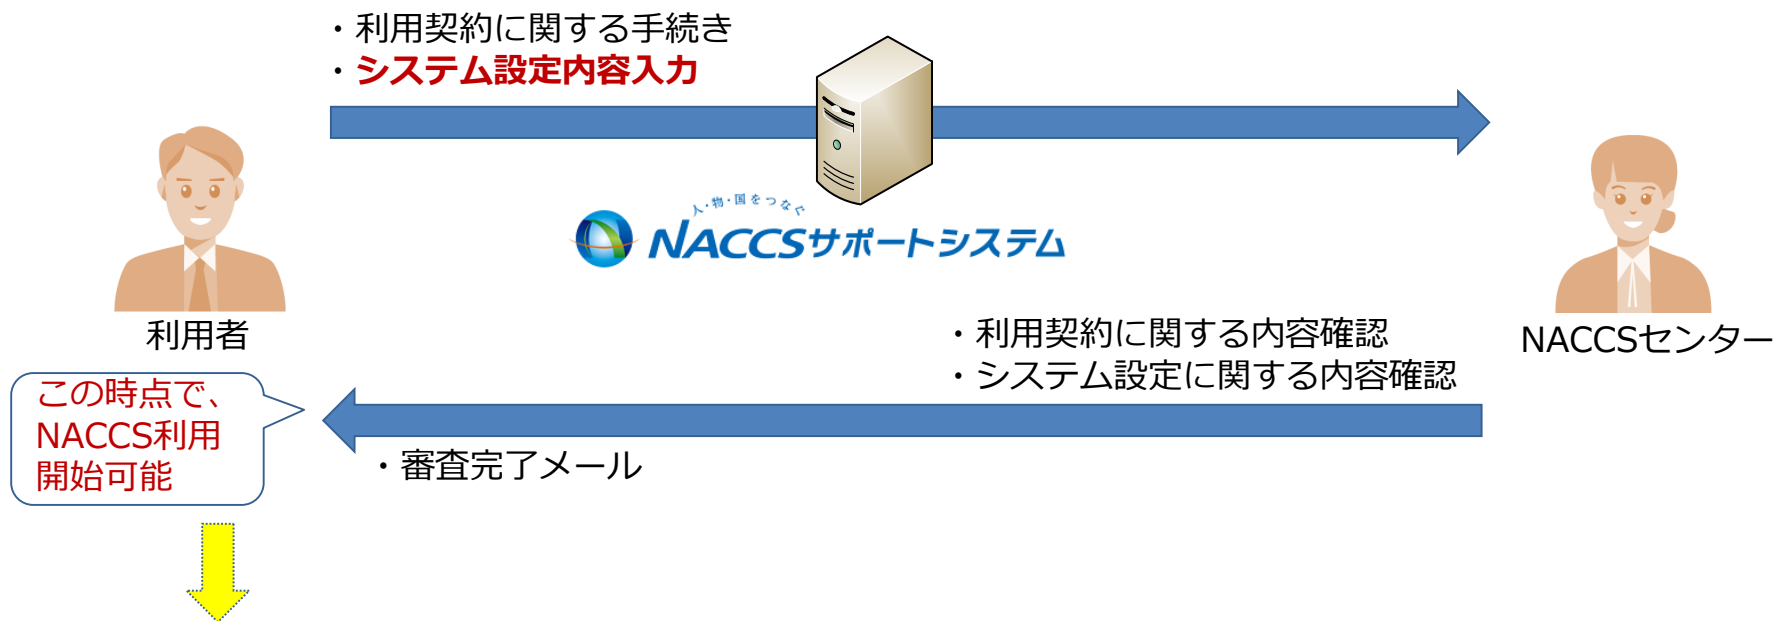 ・利用契約に関する手続き
・システム設定内容入力
人・物・国をつなぐ
NACCSサポートシステム
利用者
NACCSセンター
・利用契約に関する内容確認
・システム設定に関する内容確認
この時点で、
NACCS利用
開始可能
・審査完了メール